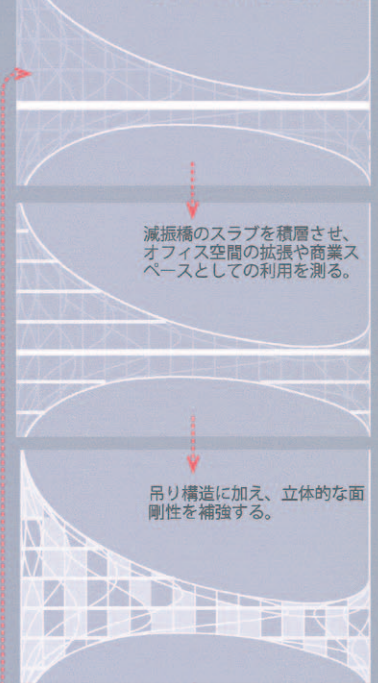 減振橋のスラブを積層させ、
オフィス空間の拡張や商業ス
ペースとしての利用を測る。
吊り構造に加え、立体的な面
剛性を補強する。